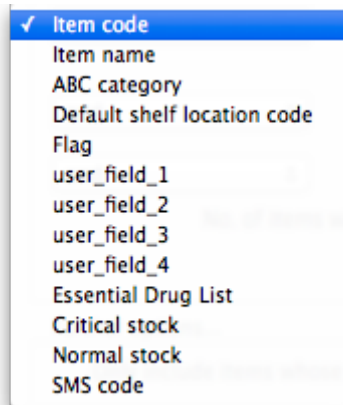 ✓ Item code
Item name
ABC category
Default shelf location code
Flag
user_field_1
user_field_2
user_field_3
user_field_4
Essential Drug List
Critical stock
Normal stock
SMS code